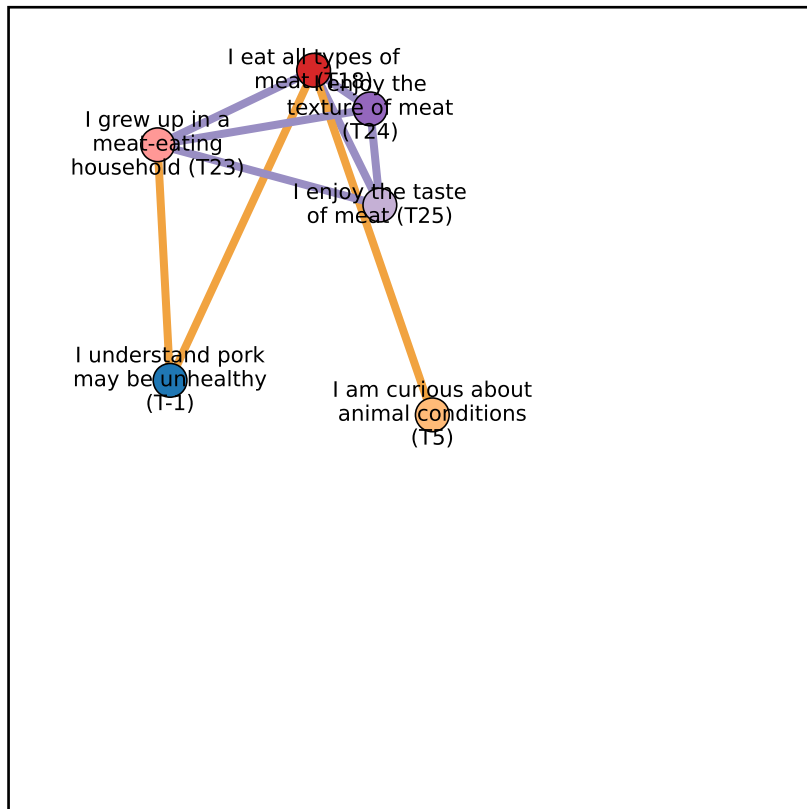 I eat all types of
meat (T18)
I enjoy the
texture of meat
(T24)
I grew up in a
meat-eating
household (T23)
I enjoy the taste
of meat (T25)
I understand pork
may be unhealthy
(T-1)
I am curious about
animal conditions
(T5)